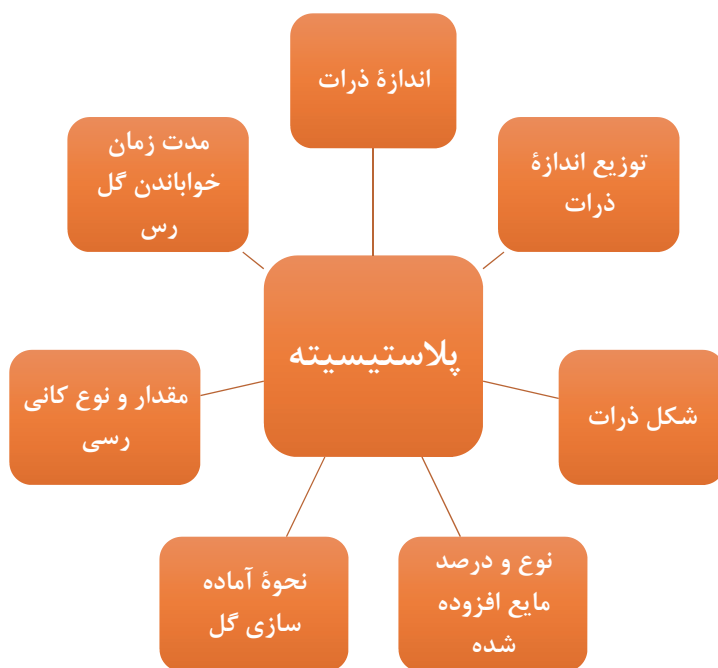 اندازهٔ ذرات
توزیع اندازهٔ
ذرات
شکل ذرات
نوع و درصد
مایع افزوده
شده
نحوهٔ آماده
سازی گل
مقدار و نوع کانی
رسی
مدت زمان
خواباندن گل
رس
پلاستیسیته